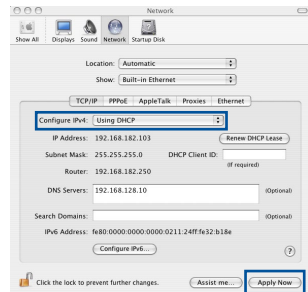 Network
Show All Displays Sound Network Startup Disk
Location: Automatic
Show: Built-in Ethernet
TCP/IP PPPoE AppleTalk Proxies Ethernet
Configure IPv4: Using DHCP
IP Address: 192.168.182.103 Renew DHCP Lease
Subnet Mask: 255.255.255.0 DHCP Client ID:
(If required)
Router: 192.168.182.250
DNS Servers: 192.168.128.10 (Optional)
Search Domains: (Optional)
IPv6 Address: fe80:0000:0000:0000:0211:24ff:fe32:b18e
Configure IPv6... ?
Click the lock to prevent further changes. Assist me... Apply Now